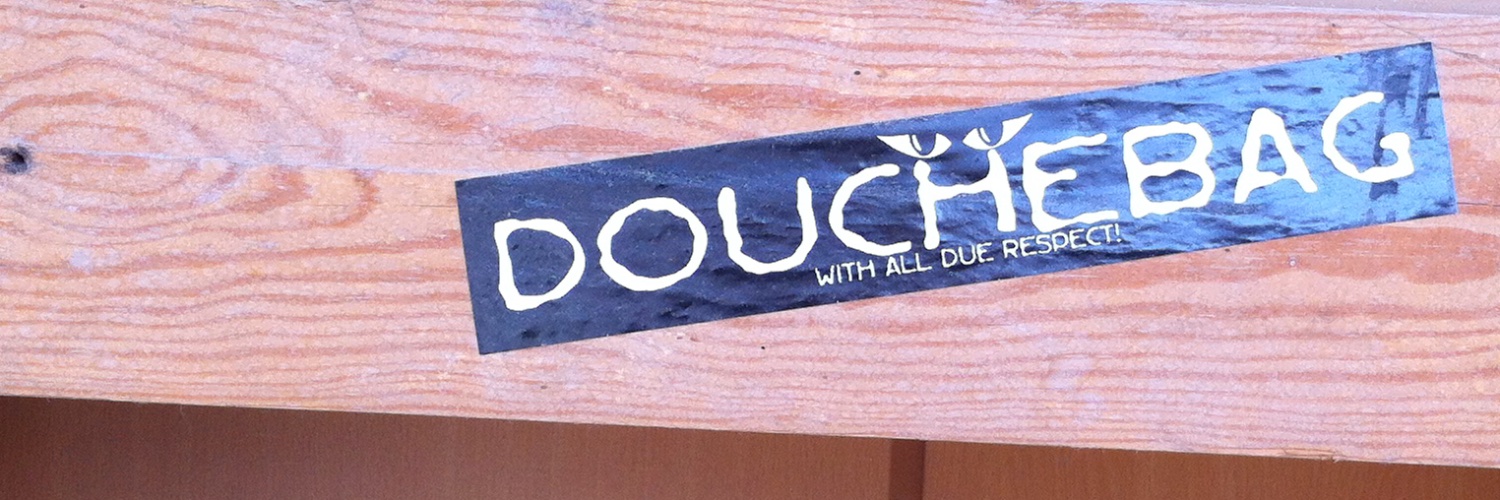 DOUCHEBAG
WITH ALL DUE RESPECT!